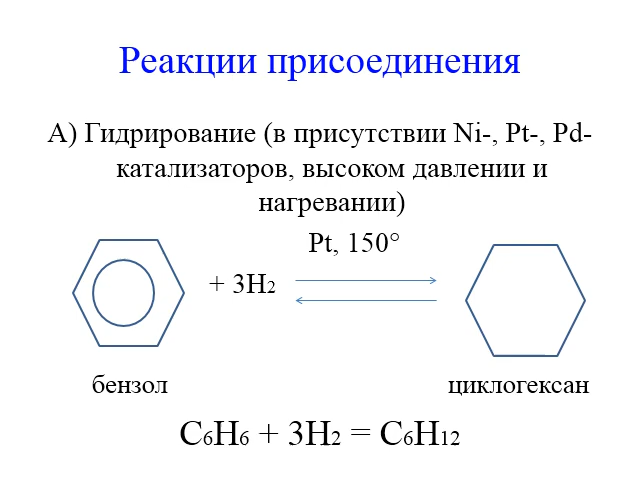 Реакции присоединения
А) Гидрирование (в присутствии Ni-, Pt-, Pd-
катализаторов, высоком давлении и
нагревании)
Pt, 150°
+ 3H₂
бензол циклогексан
C₆H₆ + 3H₂ = C₆H₁₂